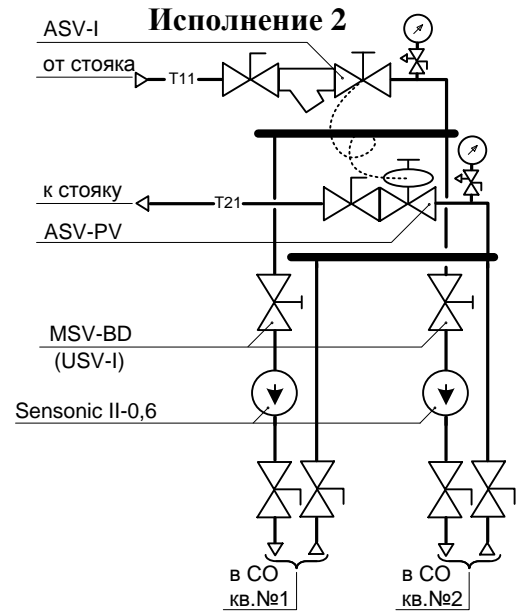 Исполнение 2
ASV-I
от стояка
T11
к стояку
T21
ASV-PV
MSV-BD
(USV-I)
Sensonic II-0,6
в СО
кв.№1
в СО
кв.№2